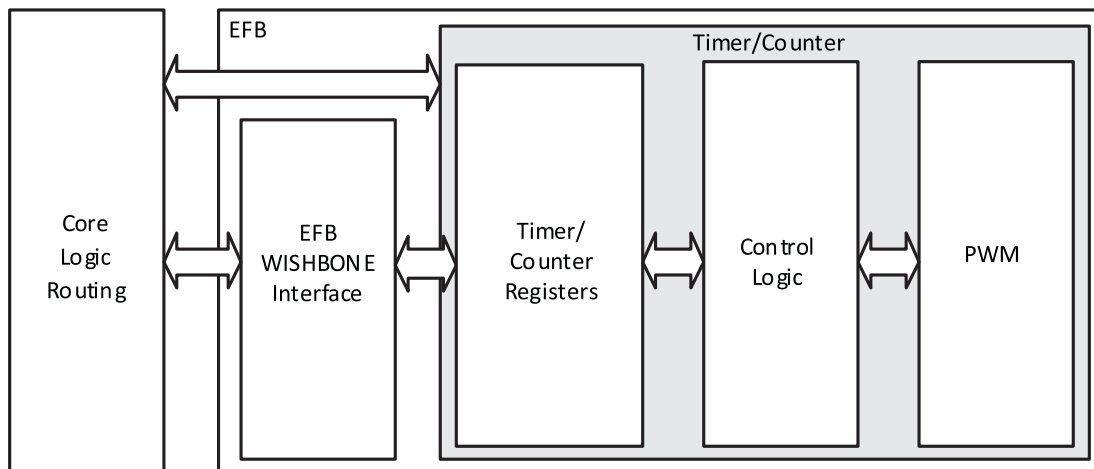 EFB
Timer/Counter
Core
Logic
Routing
EFB
WISHBONE
Interface
Timer/
Counter
Registers
Control
Logic
PWM